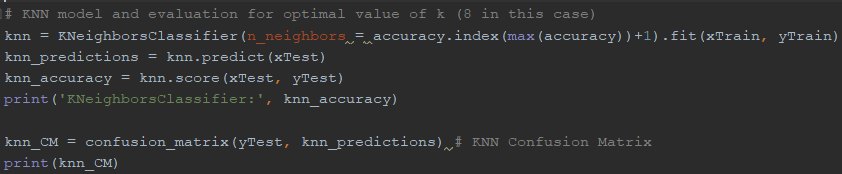 # KNN model and evaluation for optimal value of k (8 in this case)
knn = KNeighborsClassifier(n_neighbors = accuracy.index(max(accuracy))+1).fit(xTrain, yTrain)
knn_predictions = knn.predict(xTest)
knn_accuracy = knn.score(xTest, yTest)
print('KNeighborsClassifier:', knn_accuracy)
knn_CM = confusion_matrix(yTest, knn_predictions) # KNN Confusion Matrix
print(knn_CM)